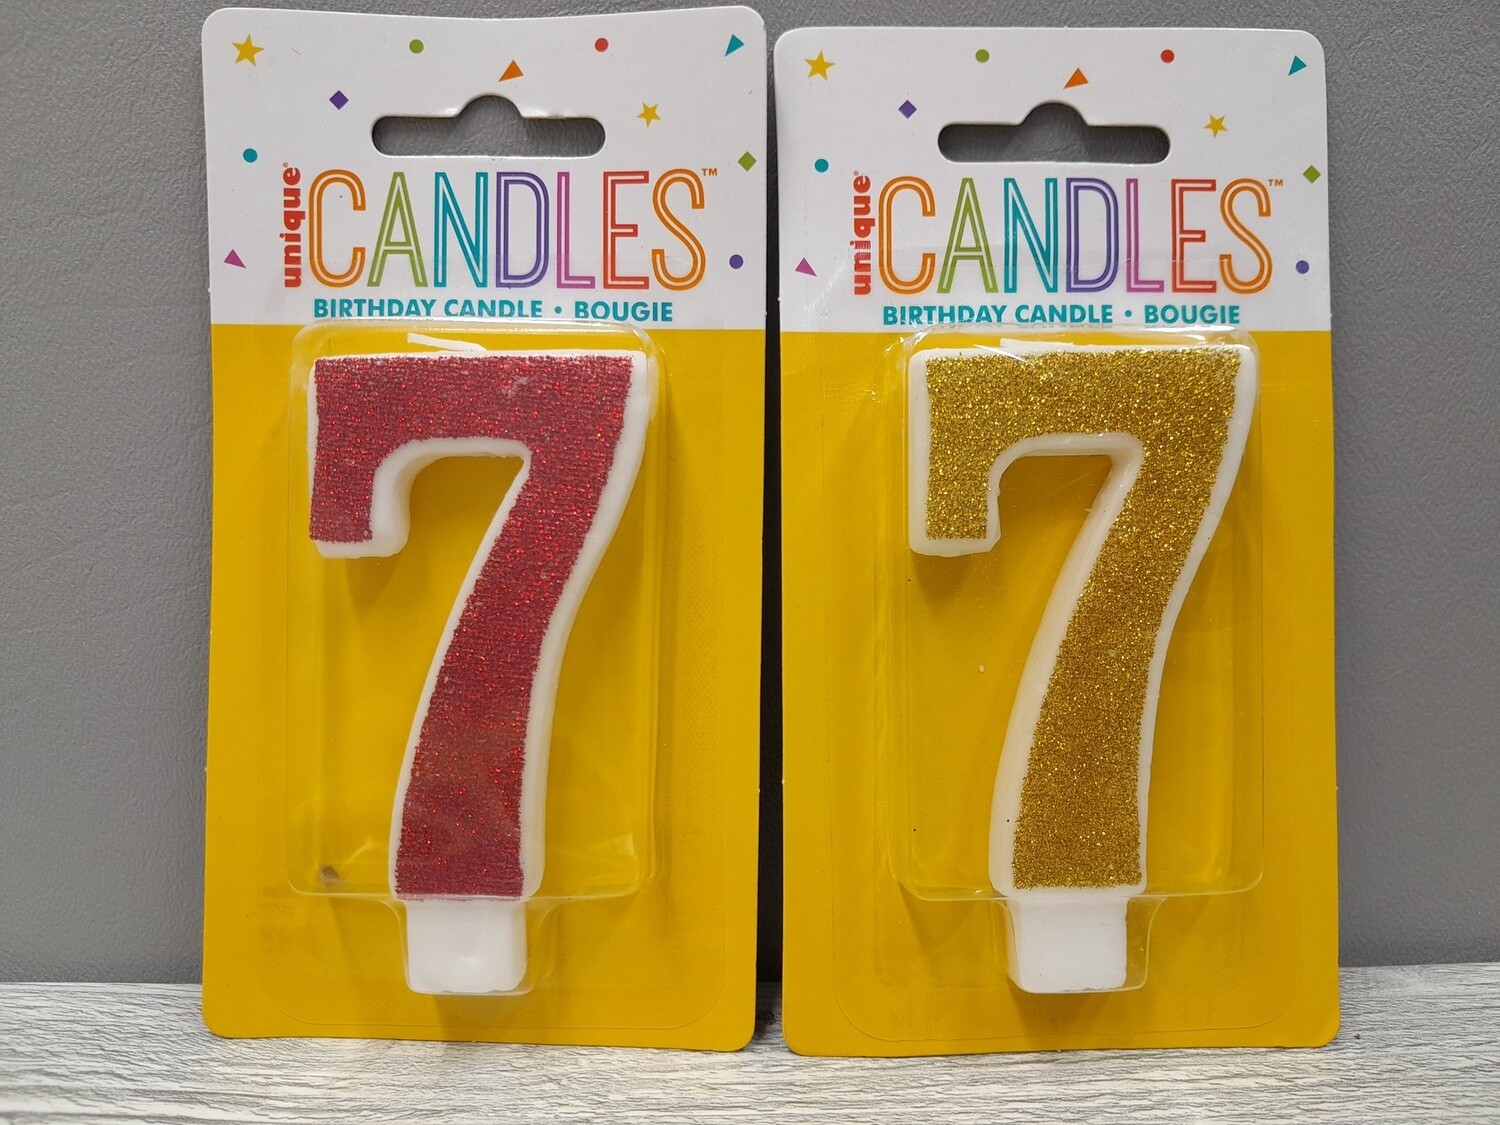 unique®
CANDLES™
BIRTHDAY CANDLE • BOUGIE
7
unique®
CANDLES™
BIRTHDAY CANDLE • BOUGIE
7